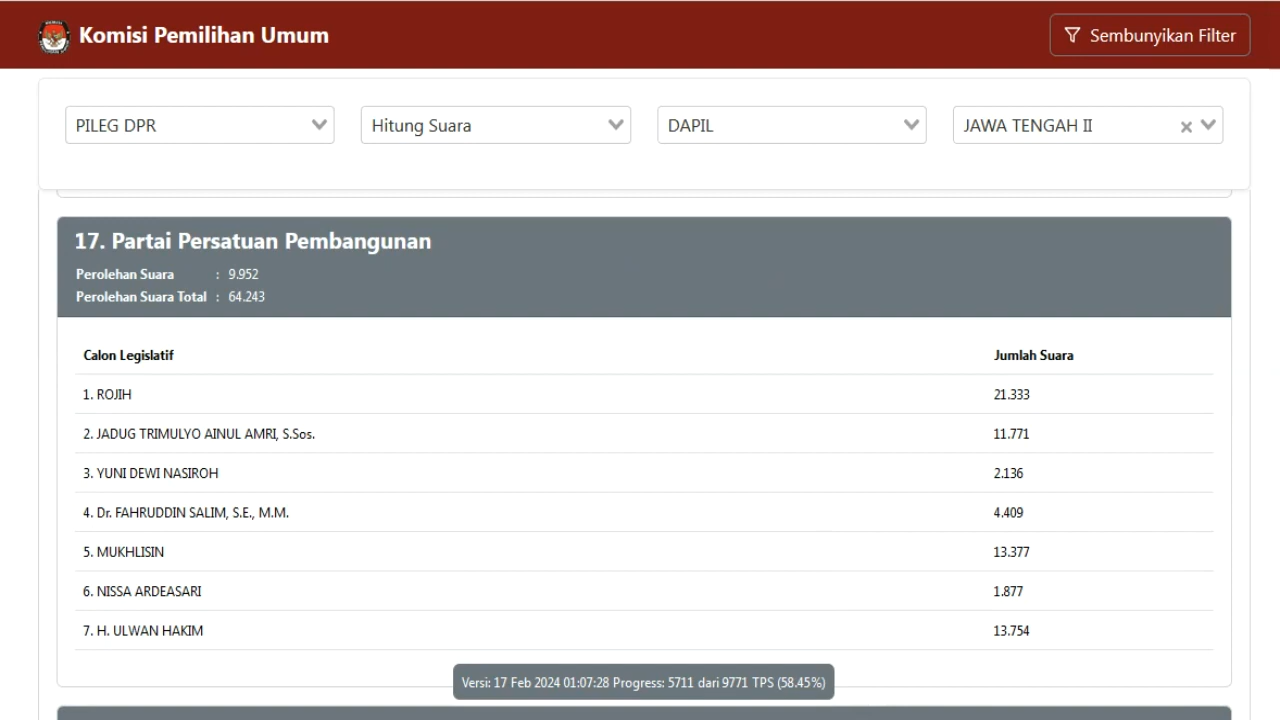 Komisi Pemilihan Umum
Sembunyikan Filter
PILEG DPR
Hitung Suara
DAPIL
JAWA TENGAH II
17. Partai Persatuan Pembangunan
Perolehan Suara : 9.952
Perolehan Suara Total : 64.243
Calon Legislatif Jumlah Suara
1. ROJIH 21.333
2. JADUG TRIMULYO AINUL AMRI, S.Sos. 11.771
3. YUNI DEWI NASIROH 2.136
4. Dr. FAHRUDDIN SALIM, S.E., M.M. 4.409
5. MUKHLISIN 13.377
6. NISSA ARDEASARI 1.877
7. H. ULWAN HAKIM 13.754
Versi: 17 Feb 2024 01:07:28 Progress: 5711 dari 9771 TPS (58.45%)